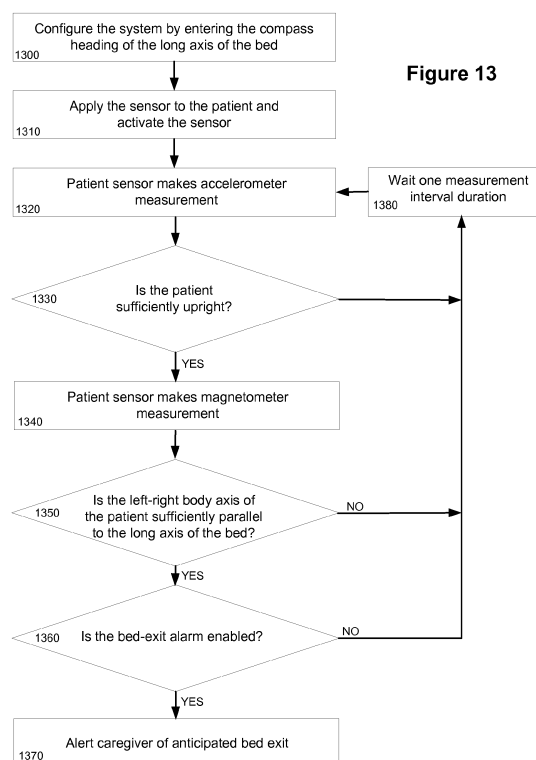 Configure the system by entering the compass
heading of the long axis of the bed
1300
Figure 13
Apply the sensor to the patient and
activate the sensor
1310
Patient sensor makes accelerometer
measurement
1320
Wait one measurement
interval duration
1380
Is the patient
sufficiently upright?
1330
YES
Patient sensor makes magnetometer
measurement
1340
Is the left-right body axis of
the patient sufficiently parallel
to the long axis of the bed?
1350
NO
YES
1360
Is the bed-exit alarm enabled?
NO
YES
Alert caregiver of anticipated bed exit
1370